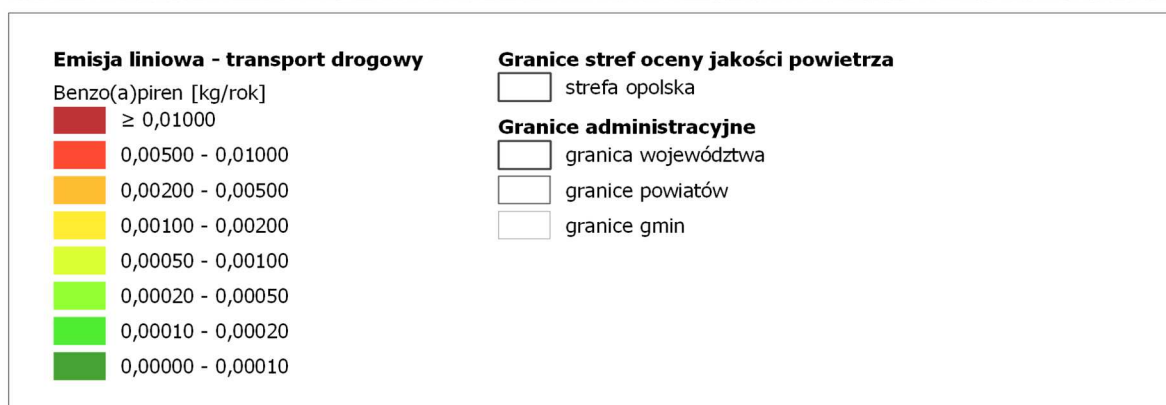 Emisja liniowa - transport drogowy
Benzo(a)piren [kg/rok]
≥ 0,01000
0,00500 - 0,01000
0,00200 - 0,00500
0,00100 - 0,00200
0,00050 - 0,00100
0,00020 - 0,00050
0,00010 - 0,00020
0,00000 - 0,00010
Granice stref oceny jakości powietrza
strefa opolska
Granice administracyjne
granica województwa
granice powiatów
granice gmin